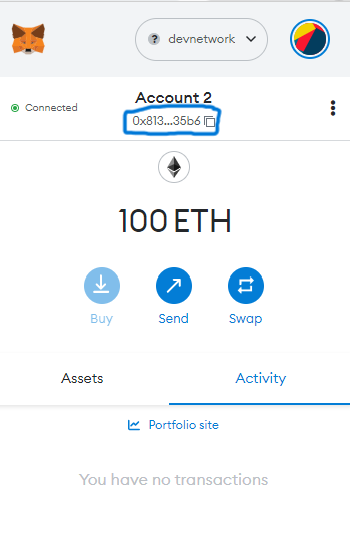 ? devnetwork
Connected
Account 2
0x813...35b6
100 ETH
Buy Send Swap
Assets Activity
Portfolio site
You have no transactions